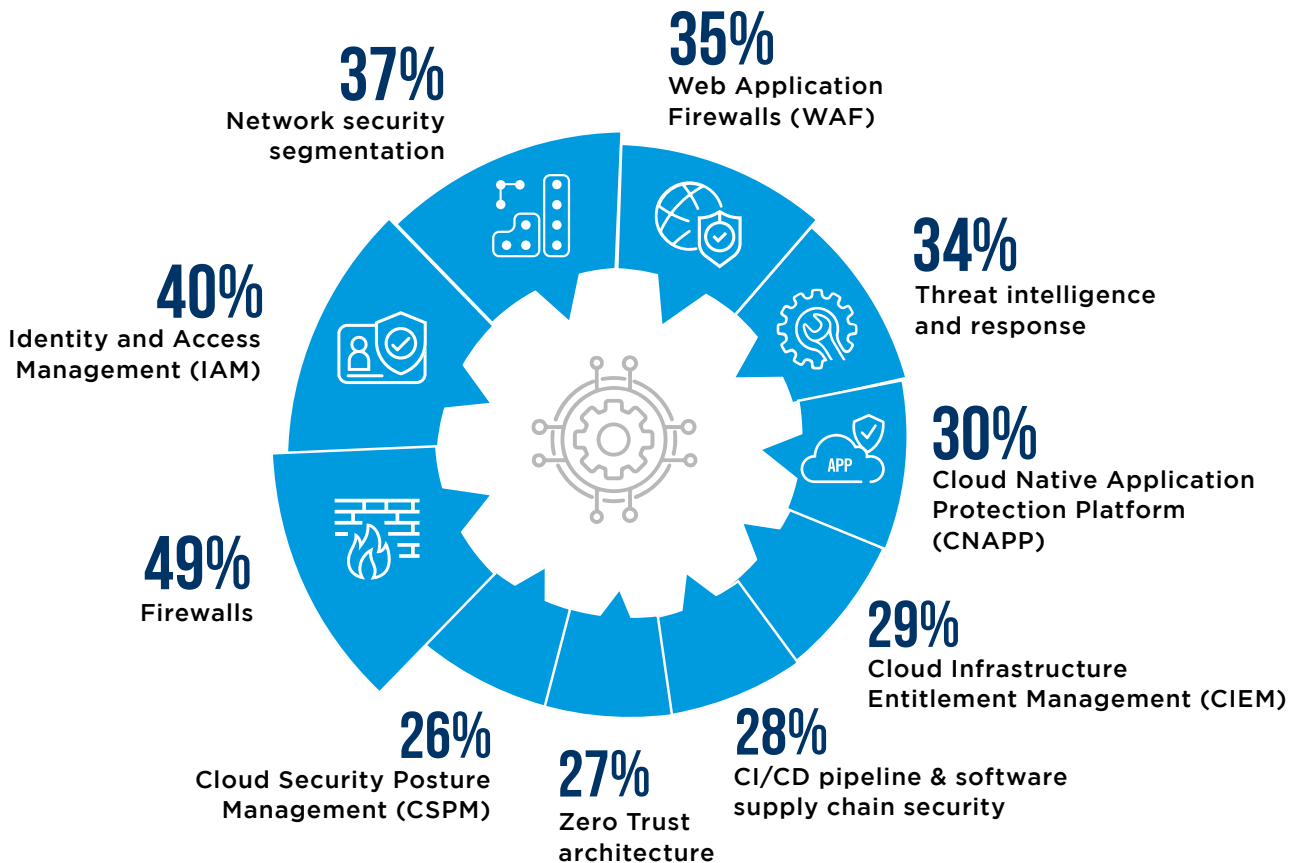 35%
Web Application
Firewalls (WAF)
37%
Network security
segmentation
34%
Threat intelligence
and response
40%
Identity and Access
Management (IAM)
30%
Cloud Native Application
Protection Platform
(CNAPP)
APP
49%
Firewalls
29%
Cloud Infrastructure
Entitlement Management (CIEM)
28%
CI/CD pipeline & software
supply chain security
26%
Cloud Security Posture
Management (CSPM)
27%
Zero Trust
architecture